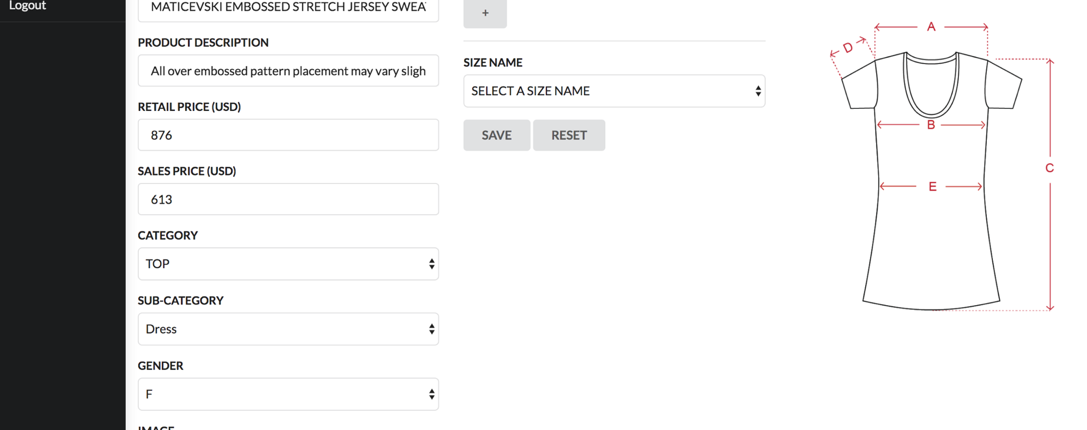 Logout
MATICEVSKI EMBOSSED STRETCH JERSEY SWEA
PRODUCT DESCRIPTION
All over embossed pattern placement may vary sligh
RETAIL PRICE (USD)
876
SALES PRICE (USD)
613
CATEGORY
TOP
SUB-CATEGORY
Dress
GENDER
F
IMAGE
+
SIZE NAME
SELECT A SIZE NAME
SAVE RESET
A
D
B
C
E